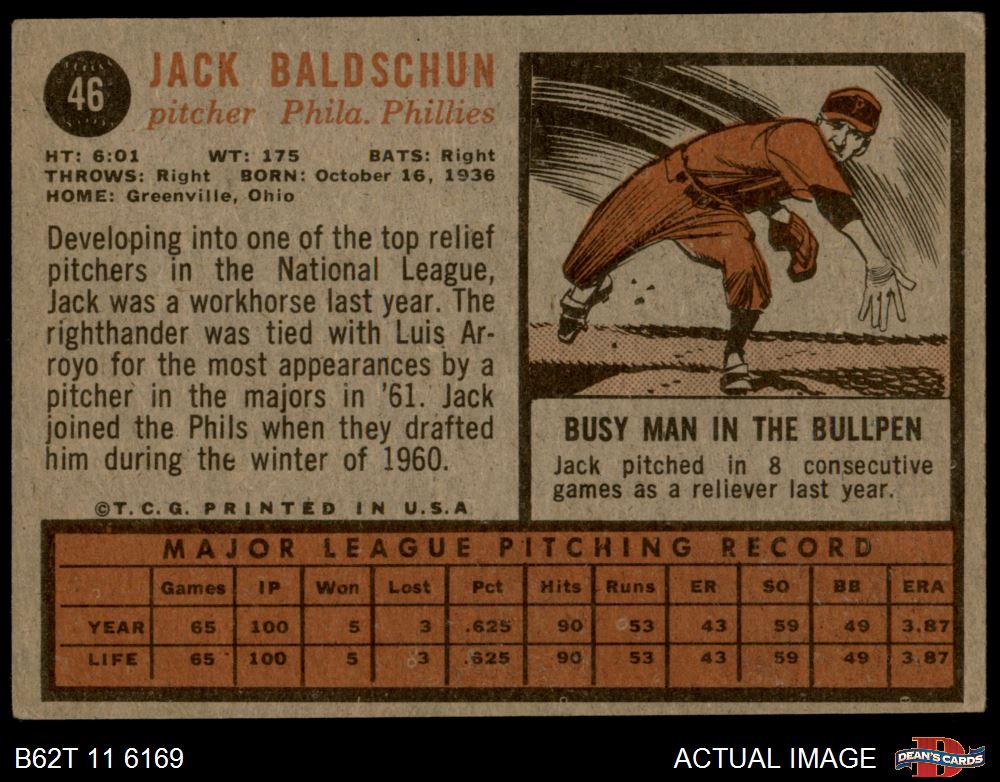 46
JACK BALDSCHUN
pitcher Phila. Phillies
HT: 6:01 WT: 175 BATS: Right
THROWS: Right BORN: October 16, 1936
HOME: Greenville, Ohio
Developing into one of the top relief
pitchers in the National League,
Jack was a workhorse last year. The
righthander was tied with Luis Ar-
royo for the most appearances by a
pitcher in the majors in '61. Jack
joined the Phils when they drafted
him during the winter of 1960.
©T.C.G. PRINTED IN U.S.A
P
BUSY MAN IN THE BULLPEN
Jack pitched in 8 consecutive
games as a reliever last year.
MAJOR LEAGUE PITCHING RECORD
Games IP Won Lost Pct Hits Runs ER SO BB ERA
YEAR 65 100 5 3 .625 90 53 43 59 49 3.87
LIFE 65 100 5 3 .625 90 53 43 59 49 3.87
B62T 11 6169
ACTUAL IMAGE
D
DEAN'S CARDS